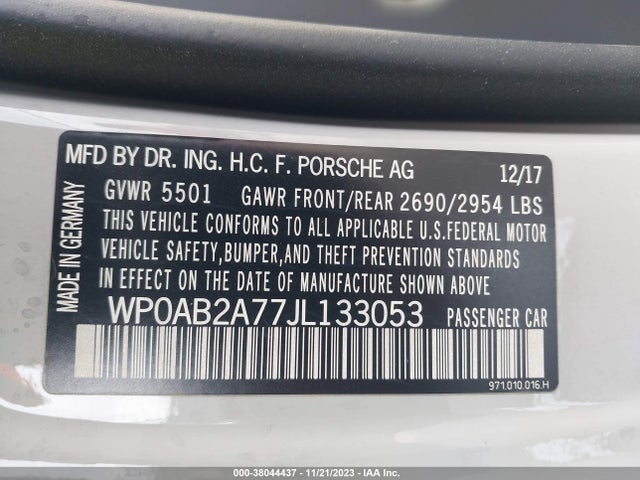 MADE IN GERMANY
MFD BY DR. ING. H.C. F. PORSCHE AG 12/17
GVWR 5501 GAWR FRONT/REAR 2690/2954 LBS
THIS VEHICLE CONFORMS TO ALL APPLICABLE U.S.FEDERAL MOTOR
VEHICLE SAFETY,BUMPER,AND THEFT PREVENTION STANDARDS
IN EFFECT ON THE DATE OF MANUFACTURE SHOWN ABOVE.
WP0AB2A77JL133053 PASSENGER CAR
971.010.016.H
000-38044437 - 11/21/2023 - IAAI.com